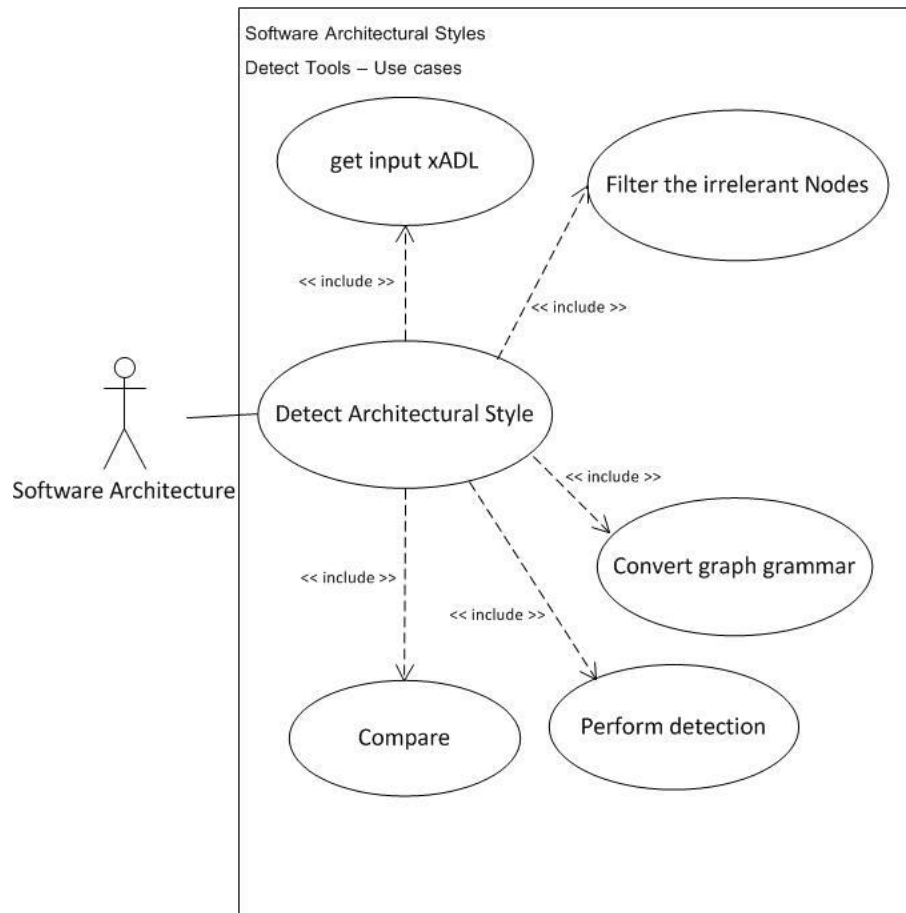 Software Architectural Styles
Detect Tools – Use cases
get input xADL
Filter the irrelerant Nodes
<< include >>
<< include >>
Detect Architectural Style
Software Architecture
<< include >>
Convert graph grammar
<< include >>
<< include >>
Perform detection
Compare